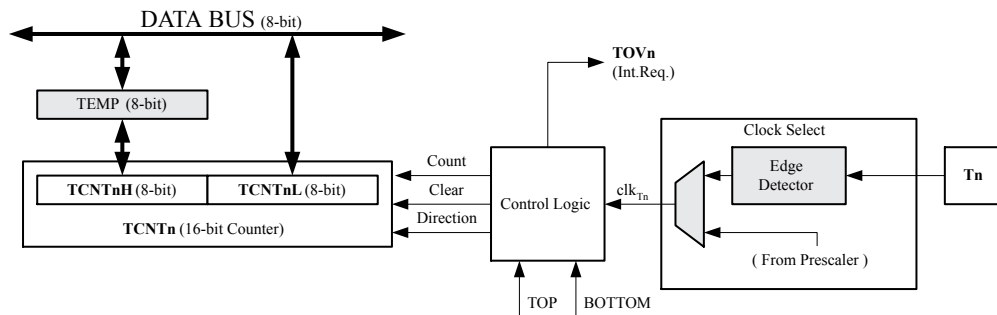 DATA BUS (8-bit)
TOVn
(Int.Req.)
TEMP (8-bit)
Clock Select
Count
Edge
Detector
Tn
TCNTnH (8-bit)
TCNTnL (8-bit)
Clear
Control Logic
clkTn
Direction
TCNTn (16-bit Counter)
( From Prescaler )
TOP
BOTTOM